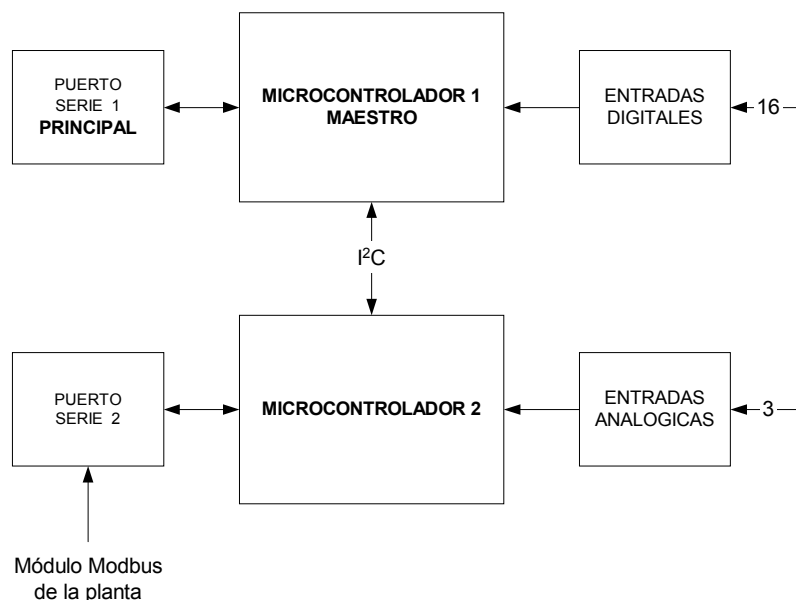 PUERTO
SERIE 1
PRINCIPAL
MICROCONTROLADOR 1
MAESTRO
ENTRADAS
DIGITALES
16
I²C
PUERTO
SERIE 2
MICROCONTROLADOR 2
ENTRADAS
ANALOGICAS
3
Módulo Modbus
de la planta